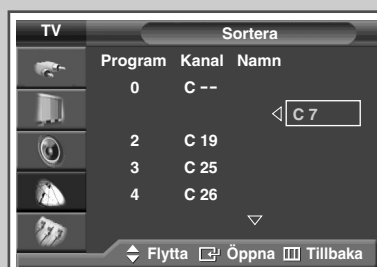 TV Sortera
Program Kanal Namn
0 C --
C 7
2 C 19
3 C 25
4 C 26
Flytta Öppna Tillbaka